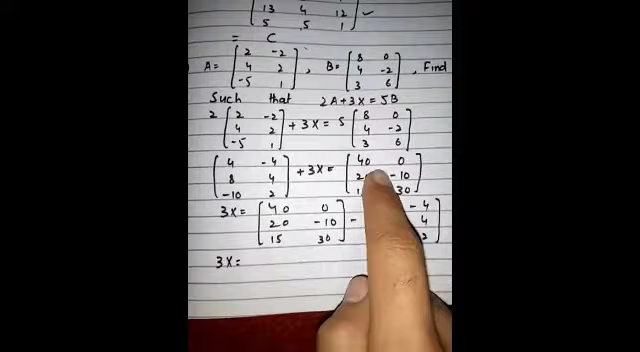 13 4 12
5 5 1
= C
A = [2 -2
4 2
-5 1] , B = [8 0
4 -2
3 6] , Find
Such that 2A + 3X = 5B
2 [2 -2
4 2
-5 1] + 3X = 5 [8 0
4 -2
3 6]
[4 -4
8 4
-10 2] + 3X = [40 0
-10
30]
3X = [40 0
20 -10
15 30] - -4
4
2]
3X =